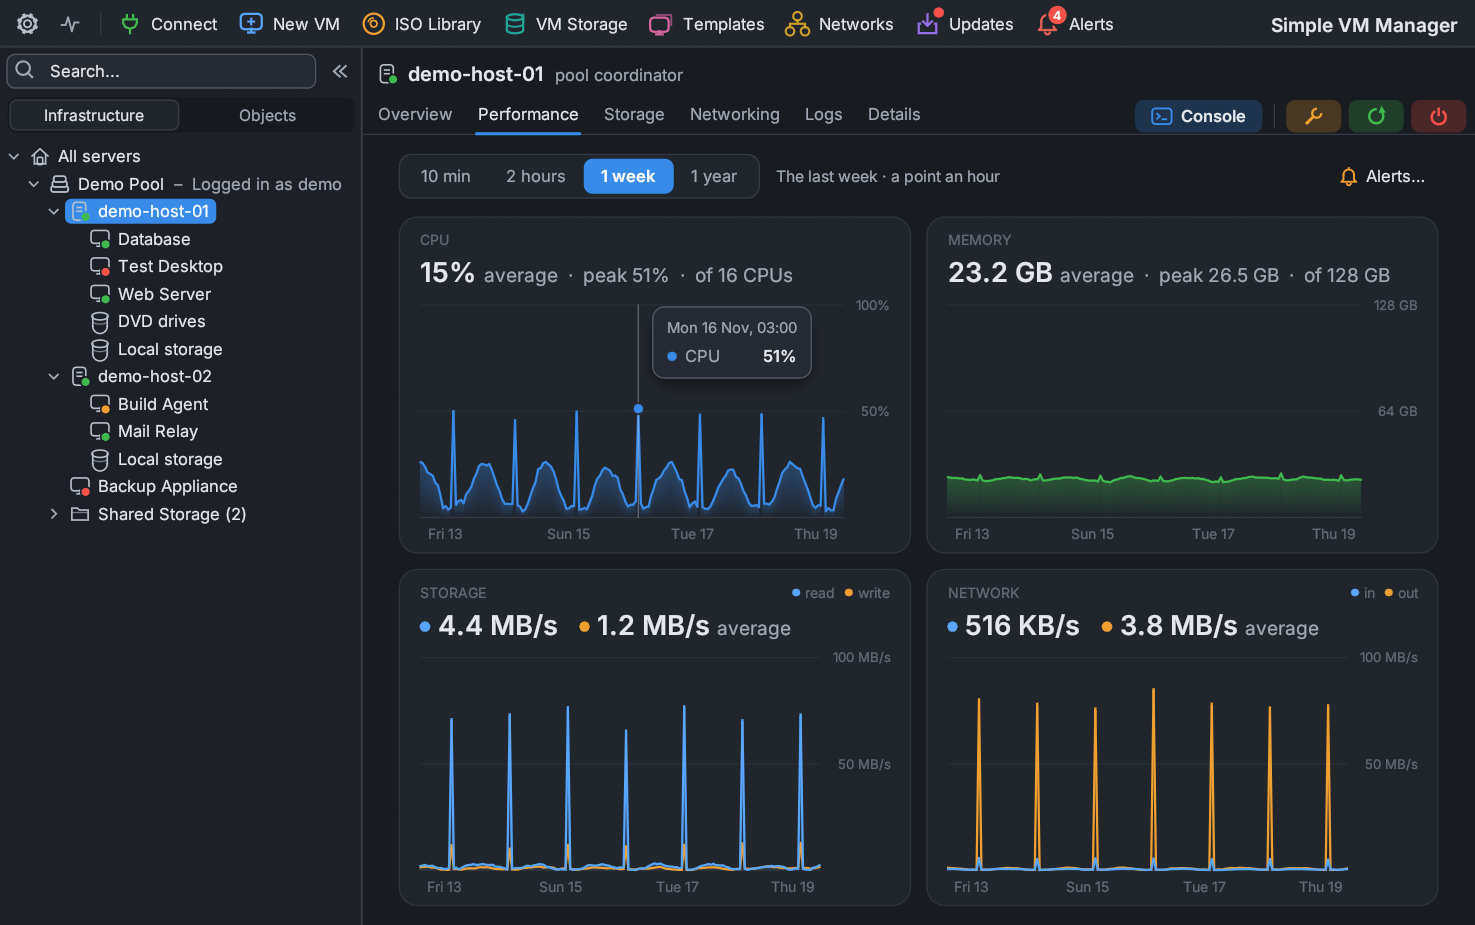 Connect
New VM
ISO Library
VM Storage
Templates
Networks
Updates
4
Alerts
Simple VM Manager
Search...
Infrastructure
Objects
All servers
Demo Pool – Logged in as demo
demo-host-01
Database
Test Desktop
Web Server
DVD drives
Local storage
demo-host-02
Build Agent
Mail Relay
Local storage
Backup Appliance
Shared Storage (2)
demo-host-01 pool coordinator
Overview
Performance
Storage
Networking
Logs
Details
Console
10 min
2 hours
1 week
1 year
The last week · a point an hour
Alerts...
CPU
15% average · peak 51% · of 16 CPUs
100%
Mon 16 Nov, 03:00
CPU 51%
50%
Fri 13
Sun 15
Tue 17
Thu 19
MEMORY
23.2 GB average · peak 26.5 GB · of 128 GB
128 GB
64 GB
Fri 13
Sun 15
Tue 17
Thu 19
STORAGE
read
write
4.4 MB/s 1.2 MB/s average
100 MB/s
50 MB/s
Fri 13
Sun 15
Tue 17
Thu 19
NETWORK
in
out
516 KB/s 3.8 MB/s average
100 MB/s
50 MB/s
Fri 13
Sun 15
Tue 17
Thu 19